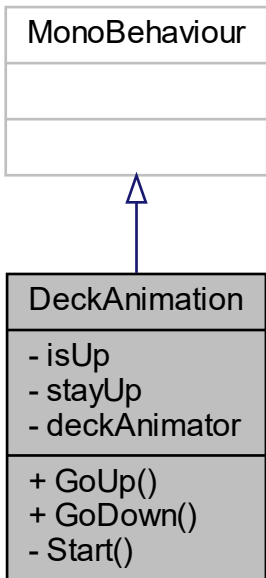 MonoBehaviour
DeckAnimation
- isUp
- stayUp
- deckAnimator
+ GoUp()
+ GoDown()
- Start()